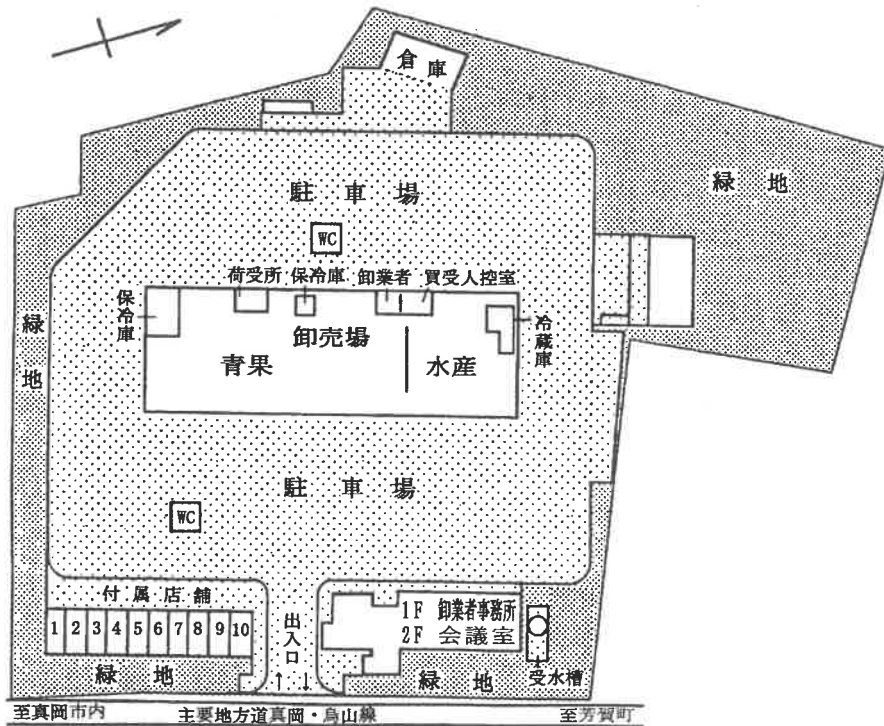 倉庫
緑地
駐車場
WC
荷受所 保冷庫 卸業者 買受人控室
保冷庫
冷蔵庫
卸売場
青果
水産
緑地
駐車場
WC
付属店舗
1 2 3 4 5 6 7 8 9 10
出入口
↑ ↓
1F 卸業者事務所
2F 会議室
受水槽
緑地
緑地
至真岡市内
主要地方道真岡・烏山線
至芳賀町